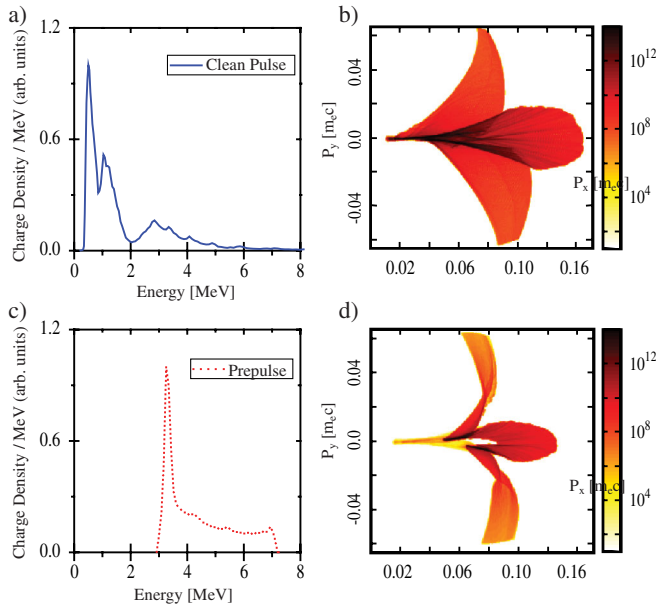 a)
Charge Density / MeV (arb. units)
1.2
0.6
0.0
Clean Pulse
0 2 4 6 8
Energy [MeV]
b)
P_y [m_ec]
0.04
0.0
-0.04
0.02 0.06 0.10 0.16
P_x [m_ec]
10^12
10^8
10^4
c)
Charge Density / MeV (arb. units)
1.2
0.6
0.0
Prepulse
0 2 4 6 8
Energy [MeV]
d)
P_y [m_ec]
0.04
0.0
-0.04
0.02 0.06 0.10 0.16
P_x [m_ec]
10^12
10^8
10^4